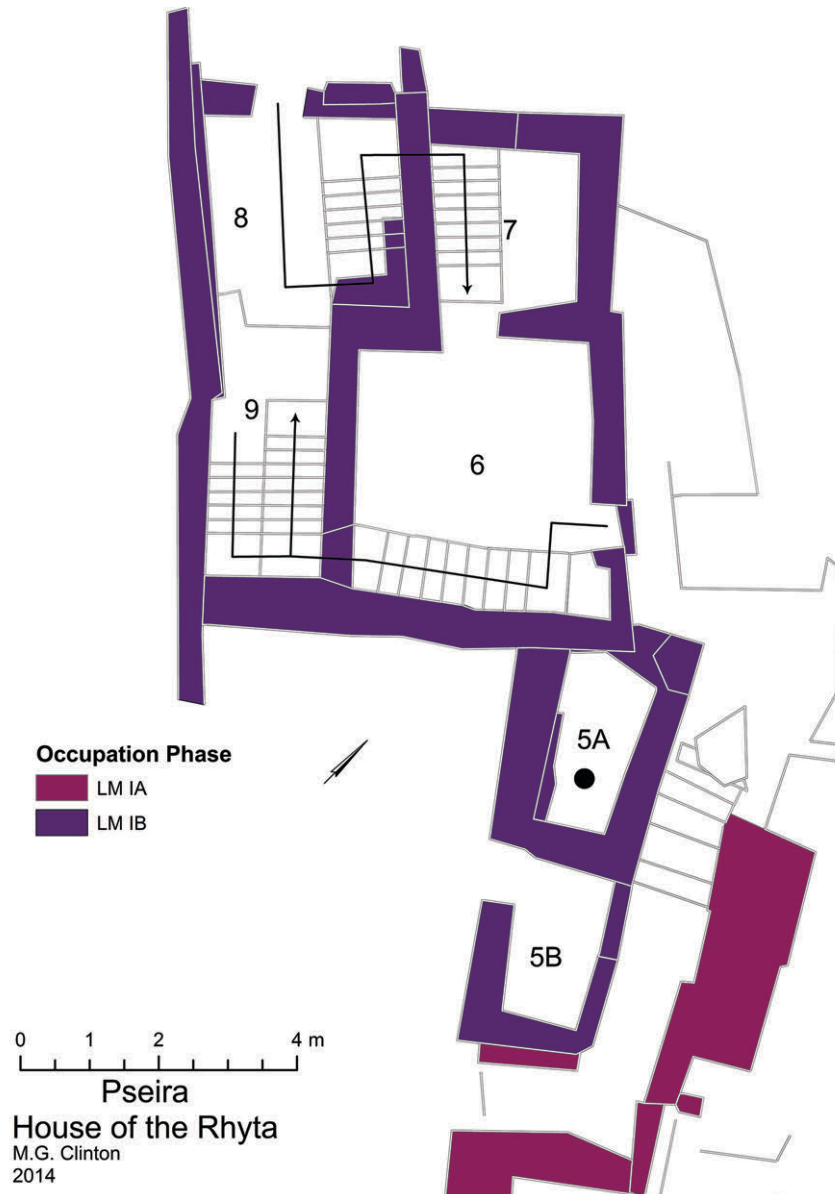 8
7
9
6
5A
Occupation Phase
LM IA
LM IB
5B
0 1 2 4 m
Pseira
House of the Rhyta
M.G. Clinton
2014